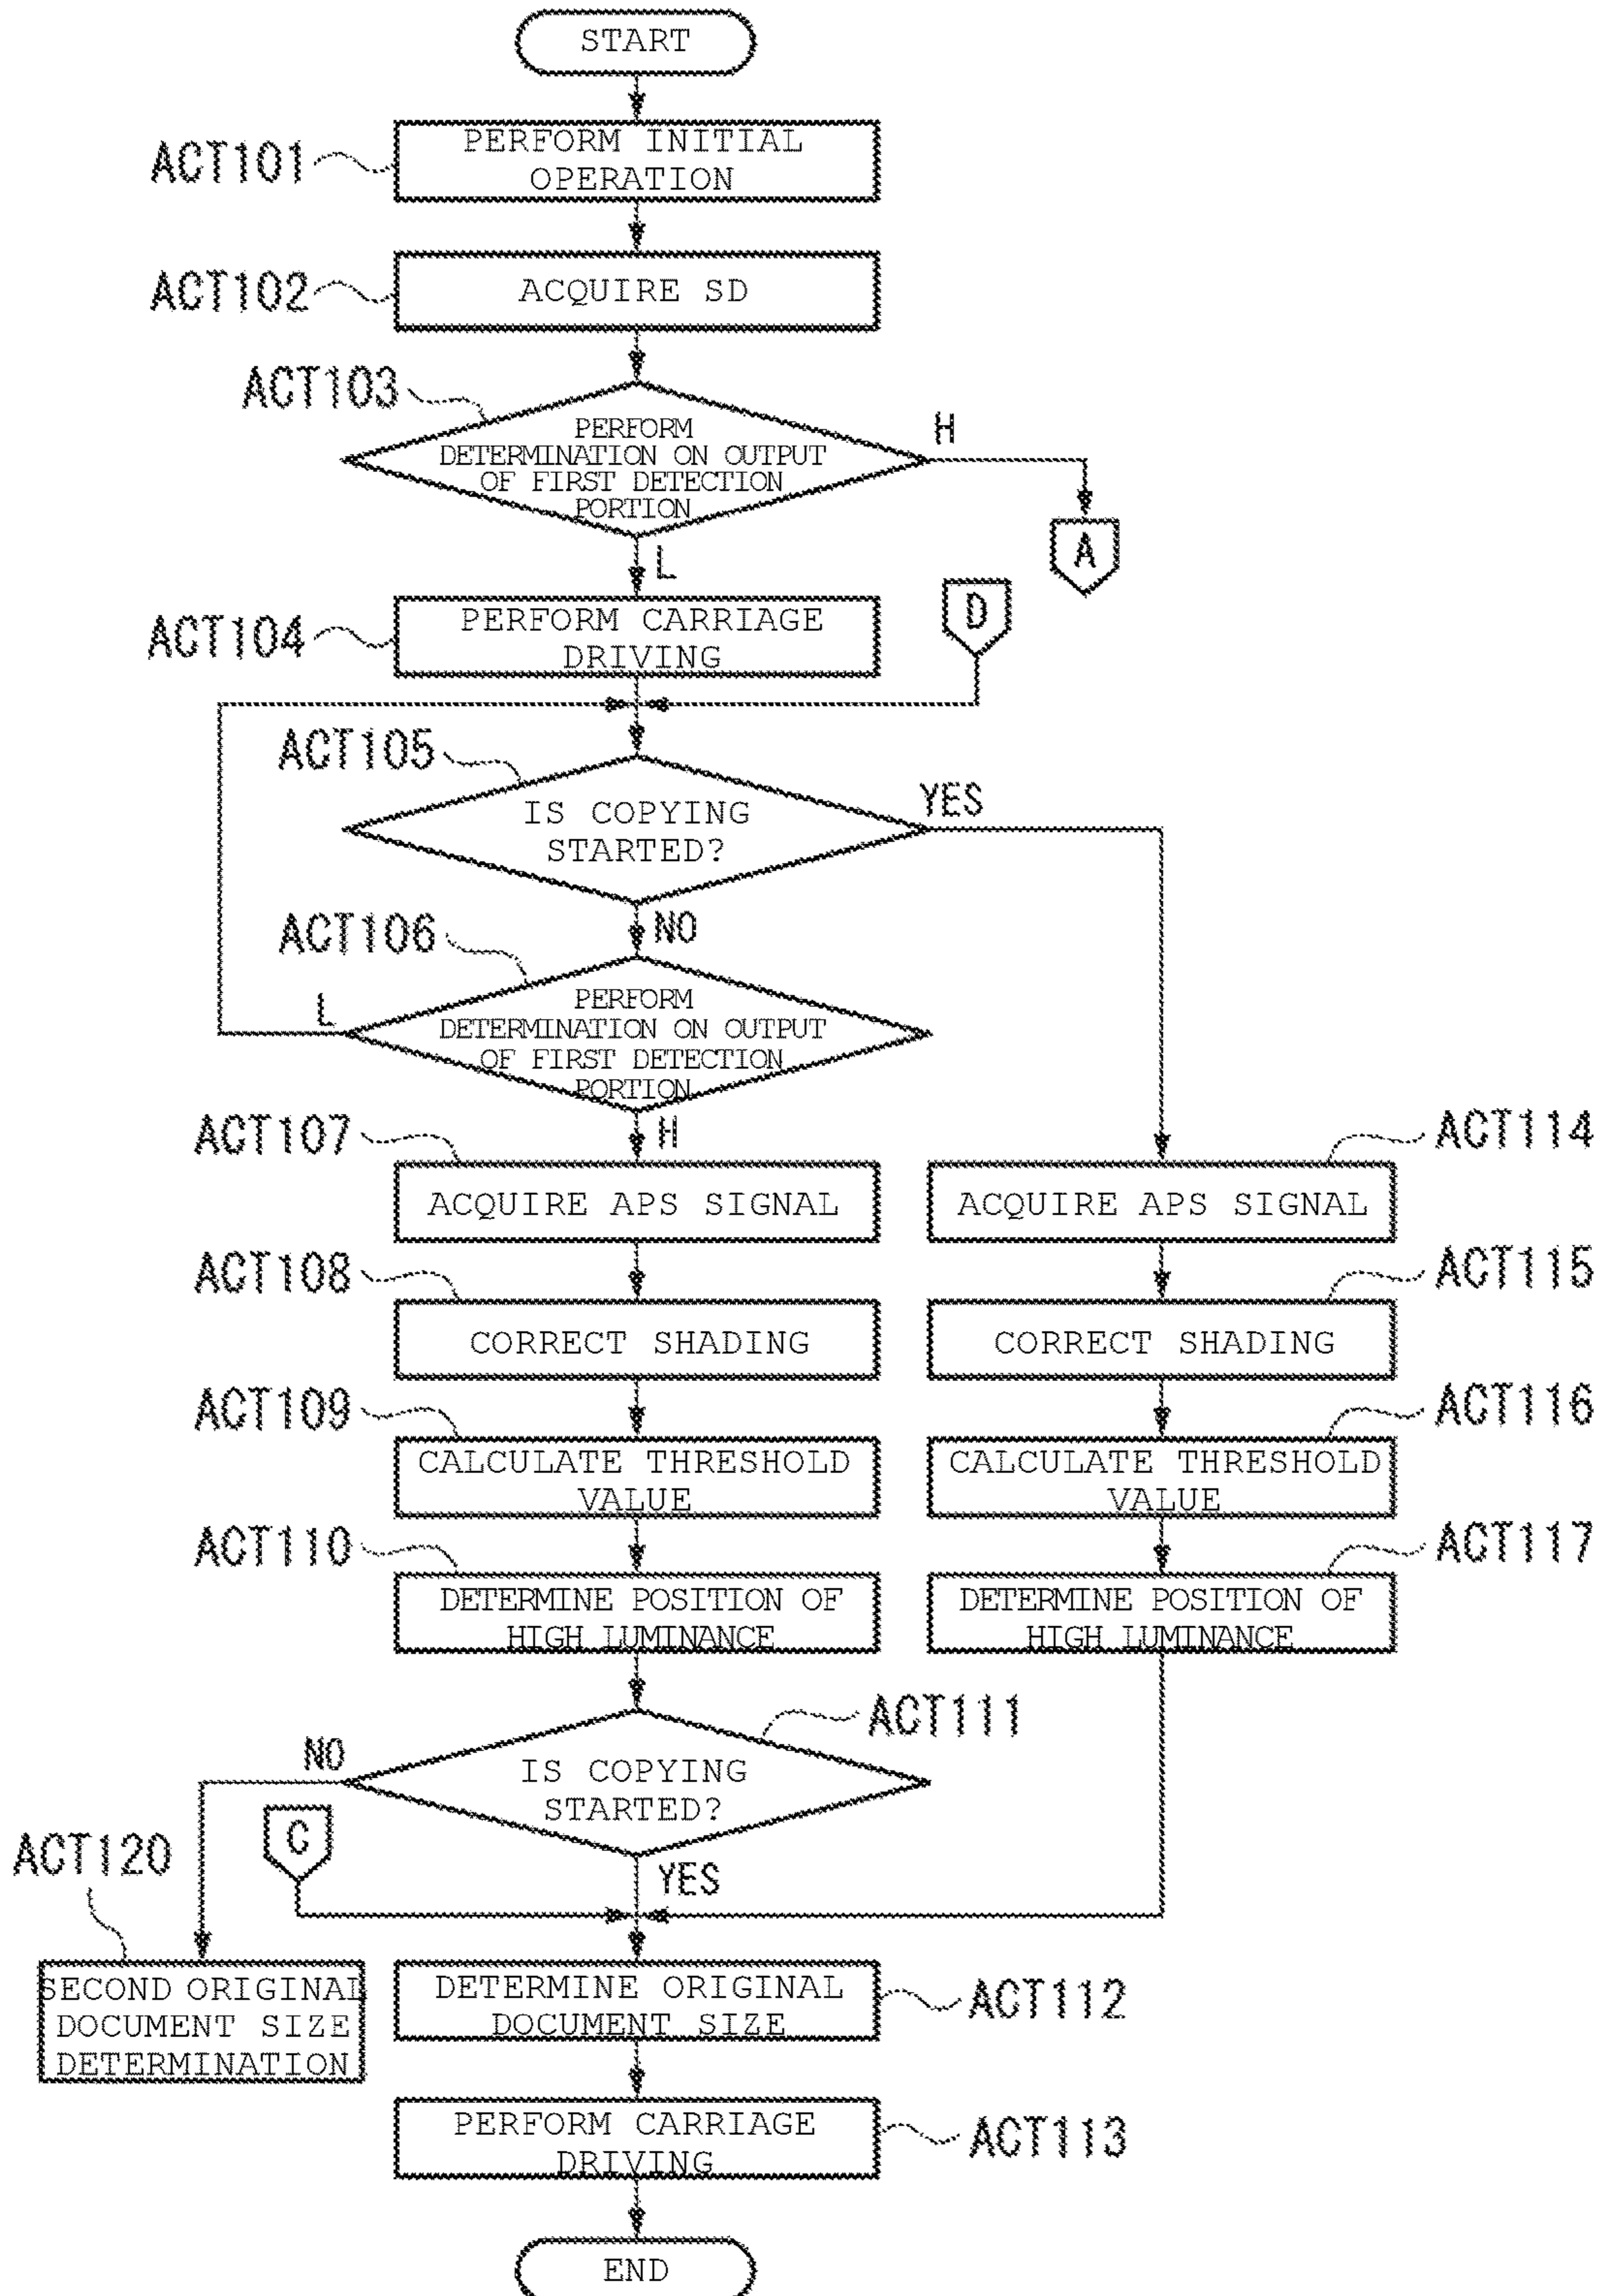 START
ACT101
PERFORM INITIAL
OPERATION
ACT102
ACQUIRE SD
ACT103
PERFORM
DETERMINATION ON OUTPUT
OF FIRST DETECTION
PORTION
H
A
L
ACT104
PERFORM CARRIAGE
DRIVING
D
ACT105
IS COPYING
STARTED?
YES
NO
ACT106
PERFORM
DETERMINATION ON OUTPUT
OF FIRST DETECTION
PORTION
L
H
ACT107
ACQUIRE APS SIGNAL
ACT108
CORRECT SHADING
ACT109
CALCULATE THRESHOLD
VALUE
ACT110
DETERMINE POSITION OF
HIGH LUMINANCE
ACT114
ACQUIRE APS SIGNAL
ACT115
CORRECT SHADING
ACT116
CALCULATE THRESHOLD
VALUE
ACT117
DETERMINE POSITION OF
HIGH LUMINANCE
ACT111
IS COPYING
STARTED?
NO
C
YES
ACT120
SECOND ORIGINAL
DOCUMENT SIZE
DETERMINATION
DETERMINE ORIGINAL
DOCUMENT SIZE
ACT112
PERFORM CARRIAGE
DRIVING
ACT113
END